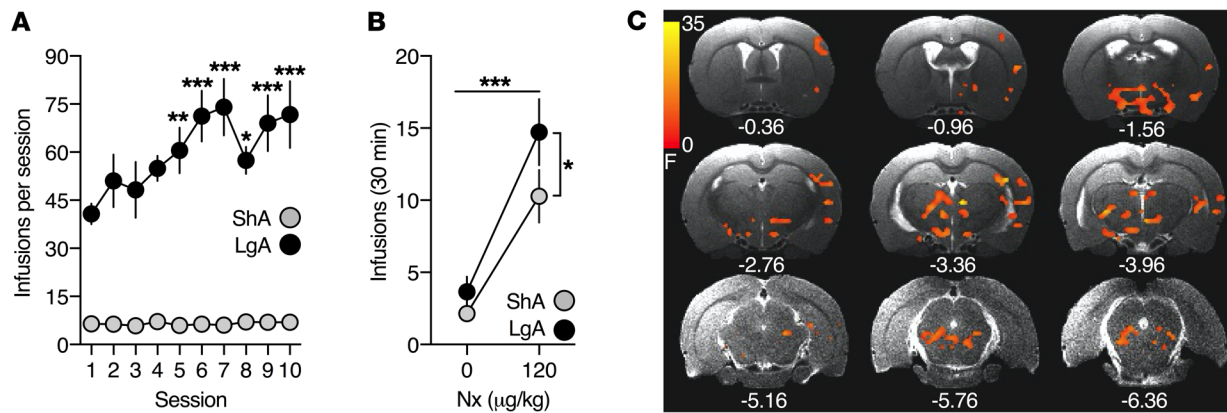 A
Infusions per session
90
75
60
45
30
15
0
** *** *** * *** ***
ShA
LgA
1 2 3 4 5 6 7 8 9 10
Session
B
Infusions (30 min)
20
15
10
5
0
***
*
ShA
LgA
0 120
Nx (μg/kg)
C
35
0
F
-0.36 -0.96 -1.56
-2.76 -3.36 -3.96
-5.16 -5.76 -6.36